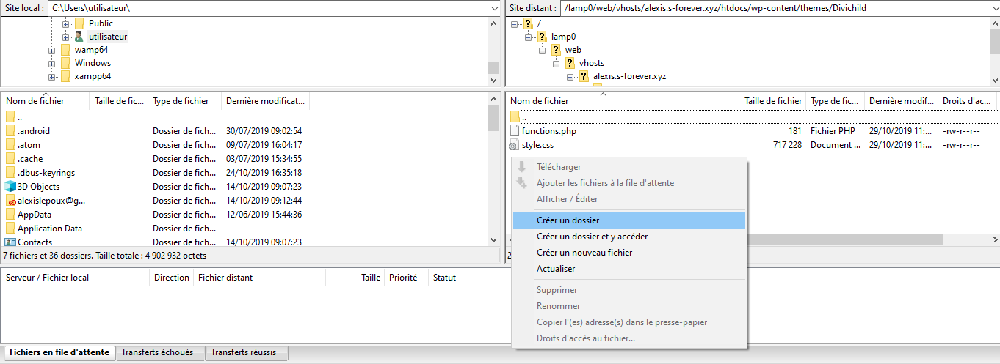 Site local : C:\Users\utilisateur\
Public
utilisateur
wamp64
Windows
xampp64
Nom de fichier Taille de fic... Type de fichier Dernière modificat...
..
.android Dossier de fich... 30/07/2019 09:02:54
.atom Dossier de fich... 09/07/2019 16:04:17
.cache Dossier de fich... 03/07/2019 15:34:55
.dbus-keyrings Dossier de fich... 24/10/2019 16:35:18
3D Objects Dossier de fich... 14/10/2019 09:07:23
alexislepoux@g... Dossier de fich... 14/10/2019 09:12:44
AppData Dossier de fich... 12/06/2019 15:44:36
Application Data Dossier de fich...
Contacts Dossier de fich... 14/10/2019 09:07:23
7 fichiers et 36 dossiers. Taille totale : 4 902 932 octets
Site distant : /lamp0/web/vhosts/alexis.s-forever.xyz/htdocs/wp-content/themes/Divichild
/
lamp0
web
vhosts
alexis.s-forever.xyz
Nom de fichier Taille de fichier Type de fic... Dernière modif... Droits d'ac...
..
functions.php 181 Fichier PHP 29/10/2019 11:... -rw-r--r--
style.css 717 228 Document ... 29/10/2019 11:... -rw-r--r--
2
Télécharger
Ajouter les fichiers à la file d'attente
Afficher / Éditer
Créer un dossier
Créer un dossier et y accéder
Créer un nouveau fichier
Actualiser
Supprimer
Renommer
Copier l'(es) adresse(s) dans le presse-papier
Droits d'accès au fichier...
Serveur / Fichier local Direction Fichier distant Taille Priorité Statut
Fichiers en file d'attente Transferts échoués Transferts réussis